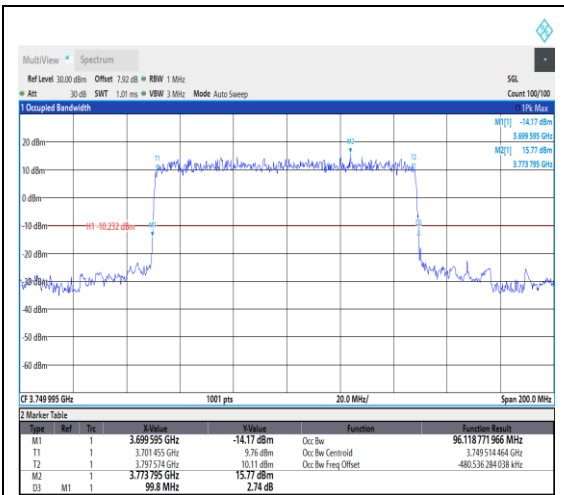 MultiView Spectrum
Ref Level 30.00 dBm Offset 7.92 dB RBW 1 MHz SGL
Att 30 dB SWT 1.01 ms VBW 3 MHz Mode Auto Sweep Count 100/100
1 Occupied Bandwidth 1Pk Max
M1[1] -14.17 dBm
3.699 595 GHz
20 dBm M2 M2[1] 15.77 dBm
T1 T2 3.773 795 GHz
10 dBm
0 dBm
-10 dBm H1 -10.232 dBm M1 D3
-20 dBm
-30 dBm
-40 dBm
-50 dBm
-60 dBm
CF 3.749 995 GHz 1001 pts 20.0 MHz/ Span 200.0 MHz
2 Marker Table
Type Ref Trc X-Value Y-Value Function Function Result
M1 1 3.699 595 GHz -14.17 dBm Occ Bw 96.118 771 966 MHz
T1 1 3.701 455 GHz 9.76 dBm Occ Bw Centroid 3.749 514 464 GHz
T2 1 3.797 574 GHz 10.11 dBm Occ Bw Freq Offset -480.536 284 038 kHz
M2 1 3.773 795 GHz 15.77 dBm
D3 M1 1 99.8 MHz 2.74 dB